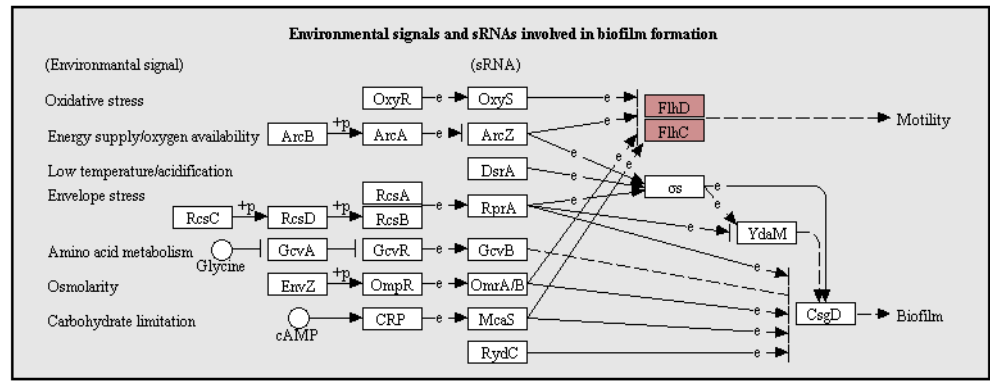 Environmental signals and sRNAs involved in biofilm formation
(Environmantal signal) (sRNA)
Oxidative stress OxyR e OxyS e FlhD
Motility
Energy supply/oxygen availability ArcB +p ArcA e ArcZ e FlhC
e
Low temperature/acidification DsrA e e e
Envelope stress RcsA e σs e
RcsC +p RcsD +p RcsB e RprA e e
e YdaM
Amino acid metabolism Glycine GcvA GcvR e GcvB
e
Osmolarity EnvZ +p OmpR e OmrA/B
e CsgD Biofilm
Carbohydrate limitation cAMP CRP e McaS e
RydC e